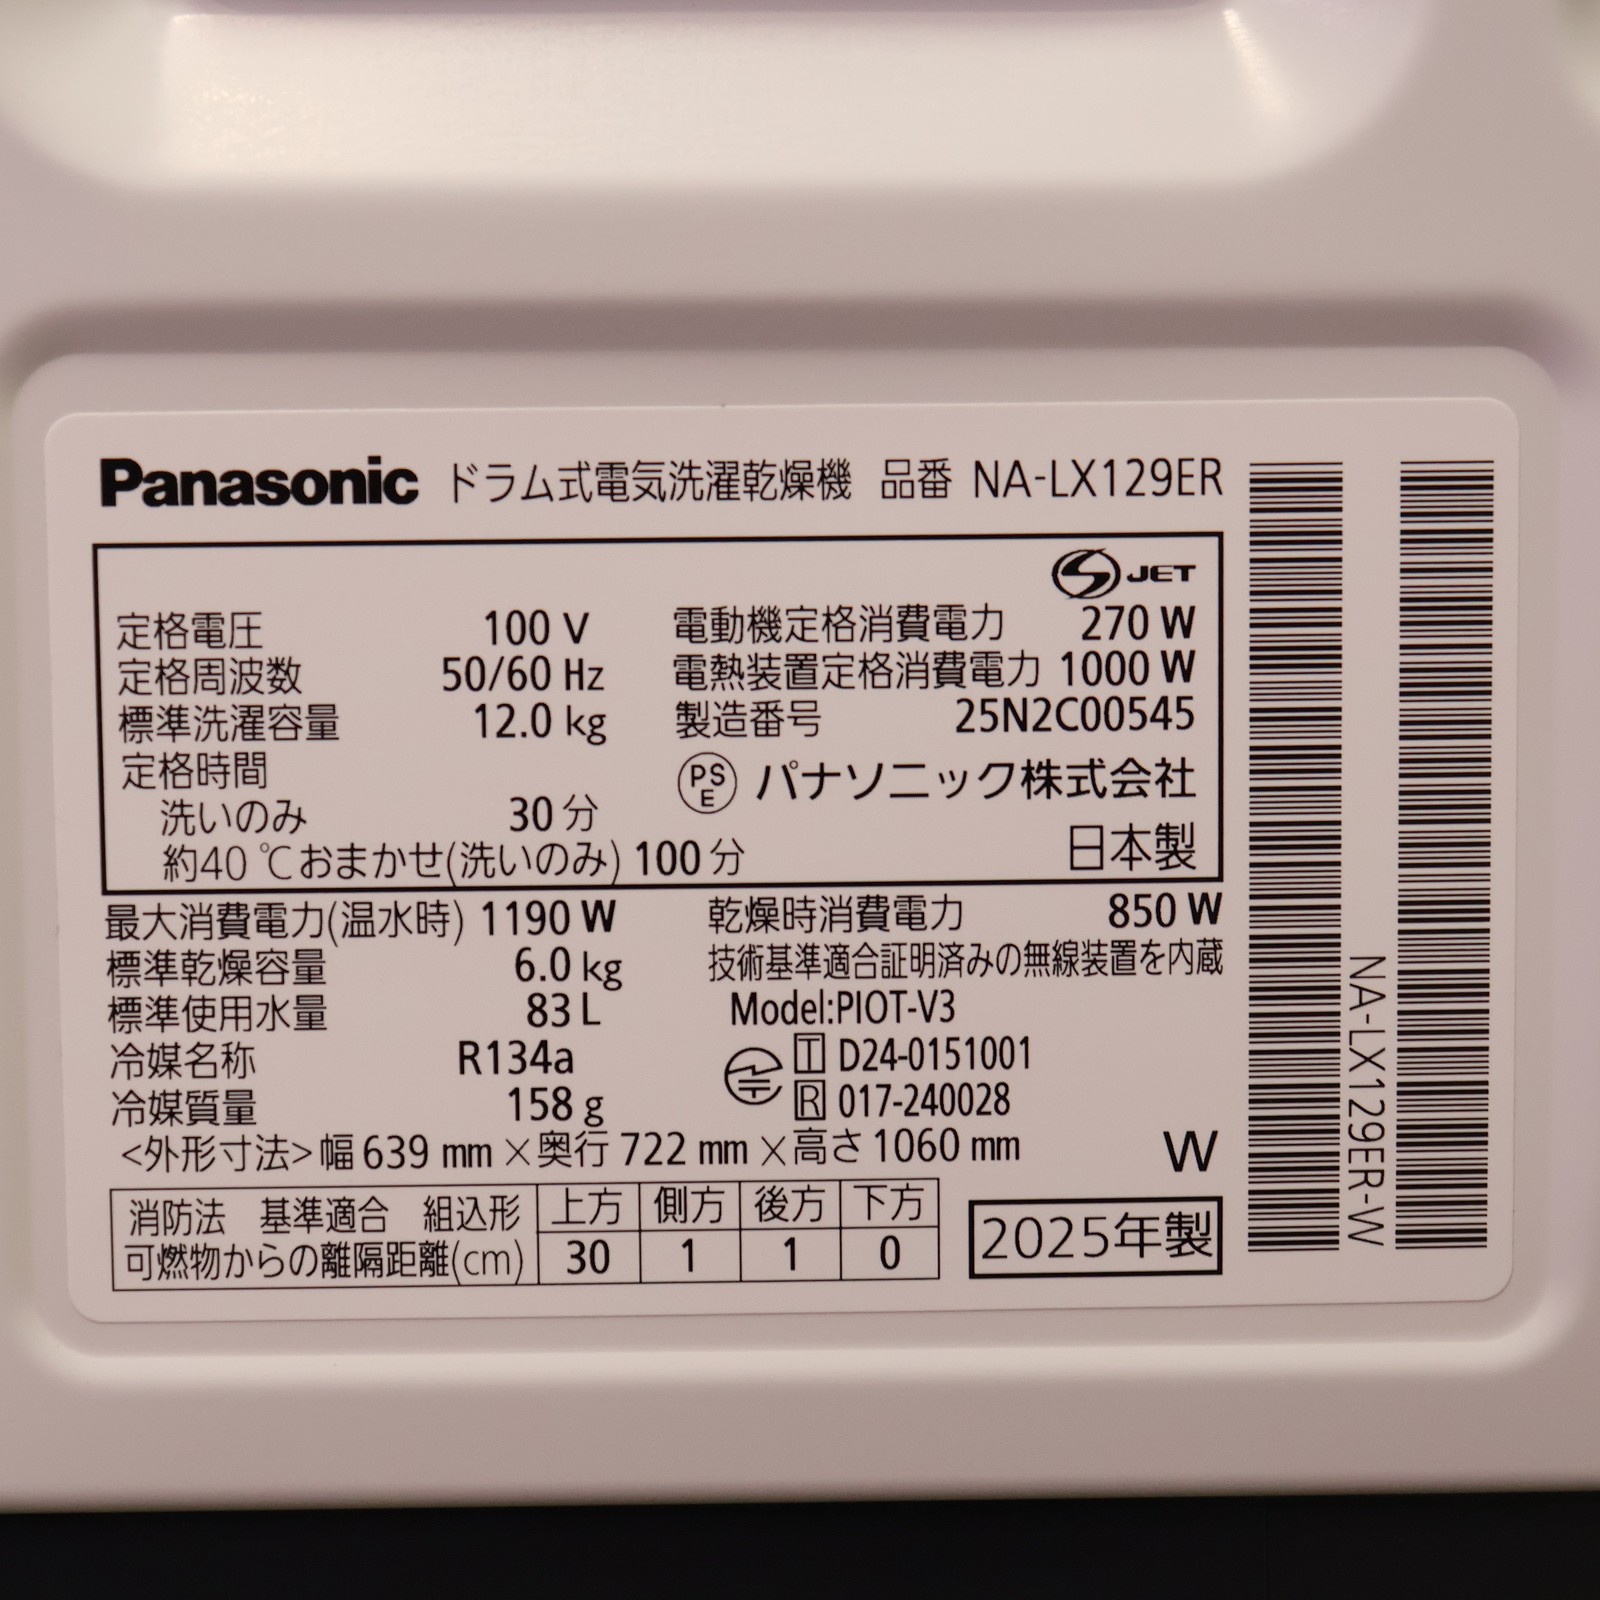 Panasonic ドラム式電気洗濯乾燥機 品番 NA-LX129ER
S JET
定格電圧 100 V
定格周波数 50/60 Hz
標準洗濯容量 12.0 kg
定格時間
洗いのみ 30 分
約40℃おまかせ(洗いのみ) 100 分
電動機定格消費電力 270 W
電熱装置定格消費電力 1000 W
製造番号 25N2C00545
PS E パナソニック株式会社
日本製
最大消費電力(温水時) 1190 W
標準乾燥容量 6.0 kg
標準使用水量 83 L
冷媒名称 R134a
冷媒質量 158 g
乾燥時消費電力 850 W
技術基準適合証明済みの無線装置を内蔵
Model:PIOT-V3
T D24-0151001
R 017-240028
<外形寸法> 幅 639 mm × 奥行 722 mm × 高さ 1060 mm
W
消防法 基準適合 組込形 上方 側方 後方 下方
可燃物からの離隔距離(cm) 30 1 1 0
2025年製
NA-LX129ER-W